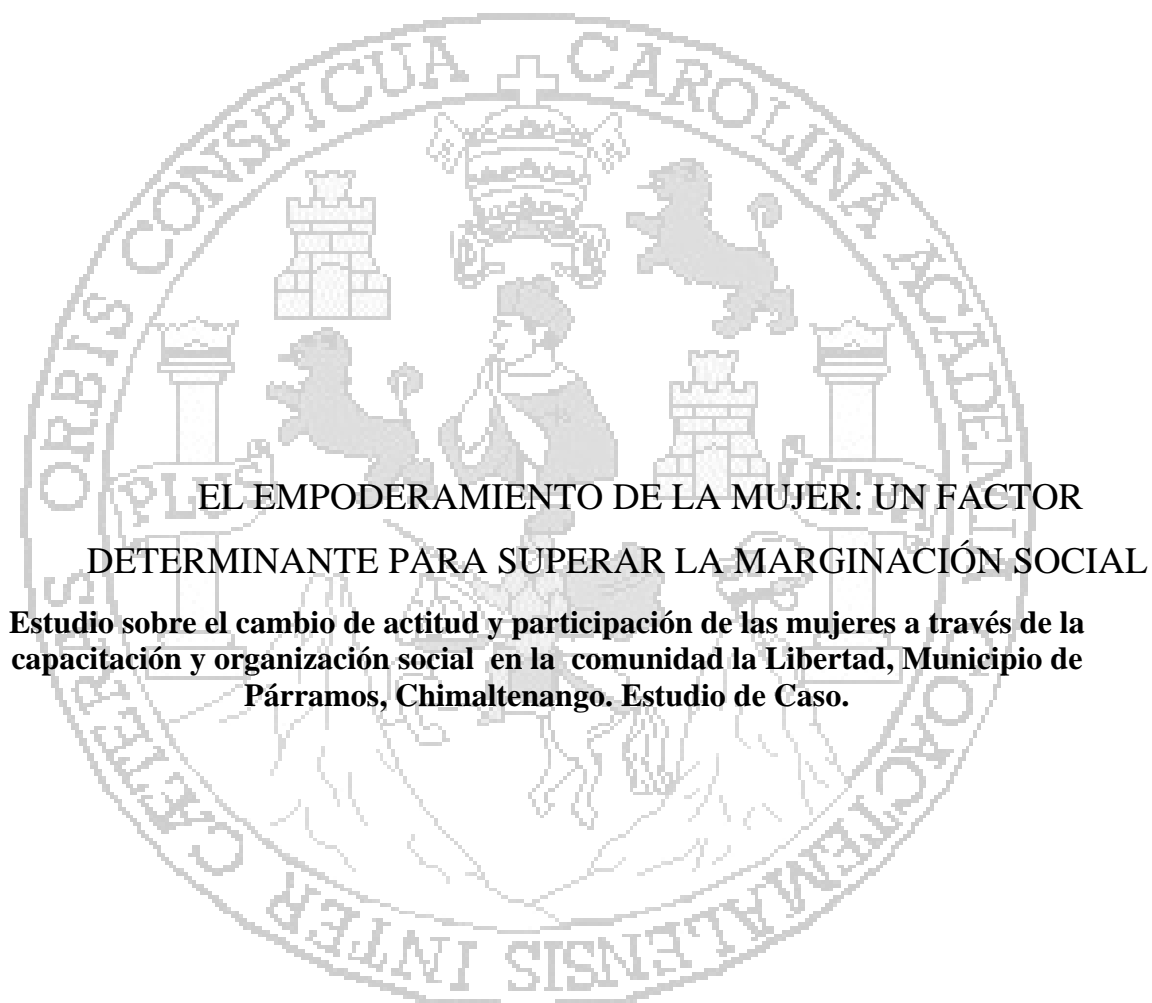 EL EMPODERAMIENTO DE LA MUJER: UN FACTOR
DETERMINANTE PARA SUPERAR LA MARGINACIÓN SOCIAL
Estudio sobre el cambio de actitud y participación de las mujeres a través de la
capacitación y organización social en la comunidad la Libertad, Municipio de
Párramos, Chimaltenango. Estudio de Caso.
CAROLINA ACADEMIA COACTEMALENSIS INTER CÆTERAS ORBIS CONSPICUA
PLUS